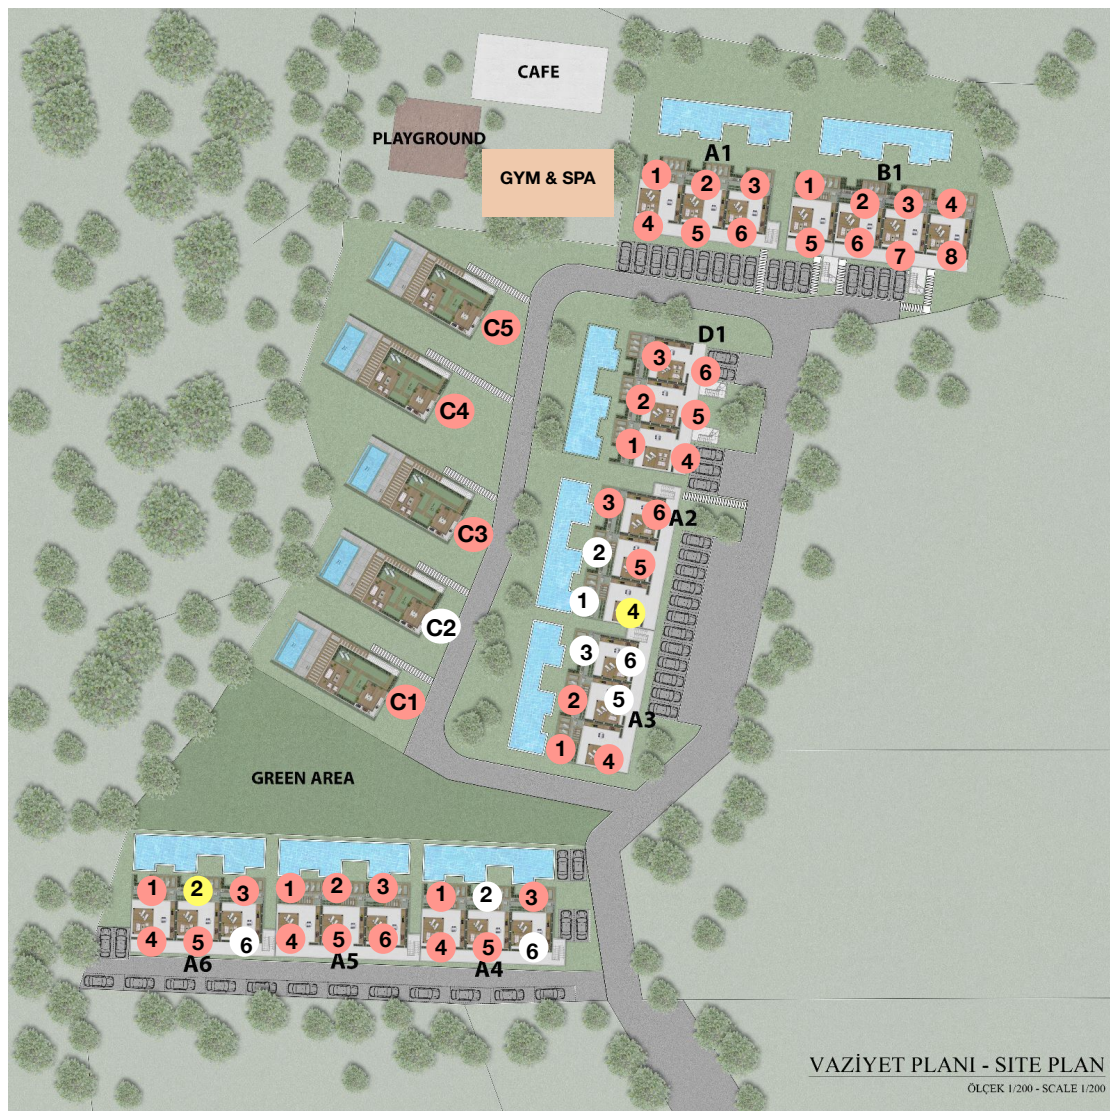 CAFE
PLAYGROUND
GYM & SPA
A1
1
2
3
4
5
6
B1
1
2
3
4
5
6
7
8
C5
C4
C3
C2
C1
D1
3
6
2
5
1
4
A2
3
6
2
5
1
4
A3
3
6
2
5
1
4
GREEN AREA
1
2
3
4
5
6
A6
1
2
3
4
5
6
A5
1
2
3
4
5
6
A4
VAZİYET PLANI - SITE PLAN
ÖLÇEK 1/200 - SCALE 1/200